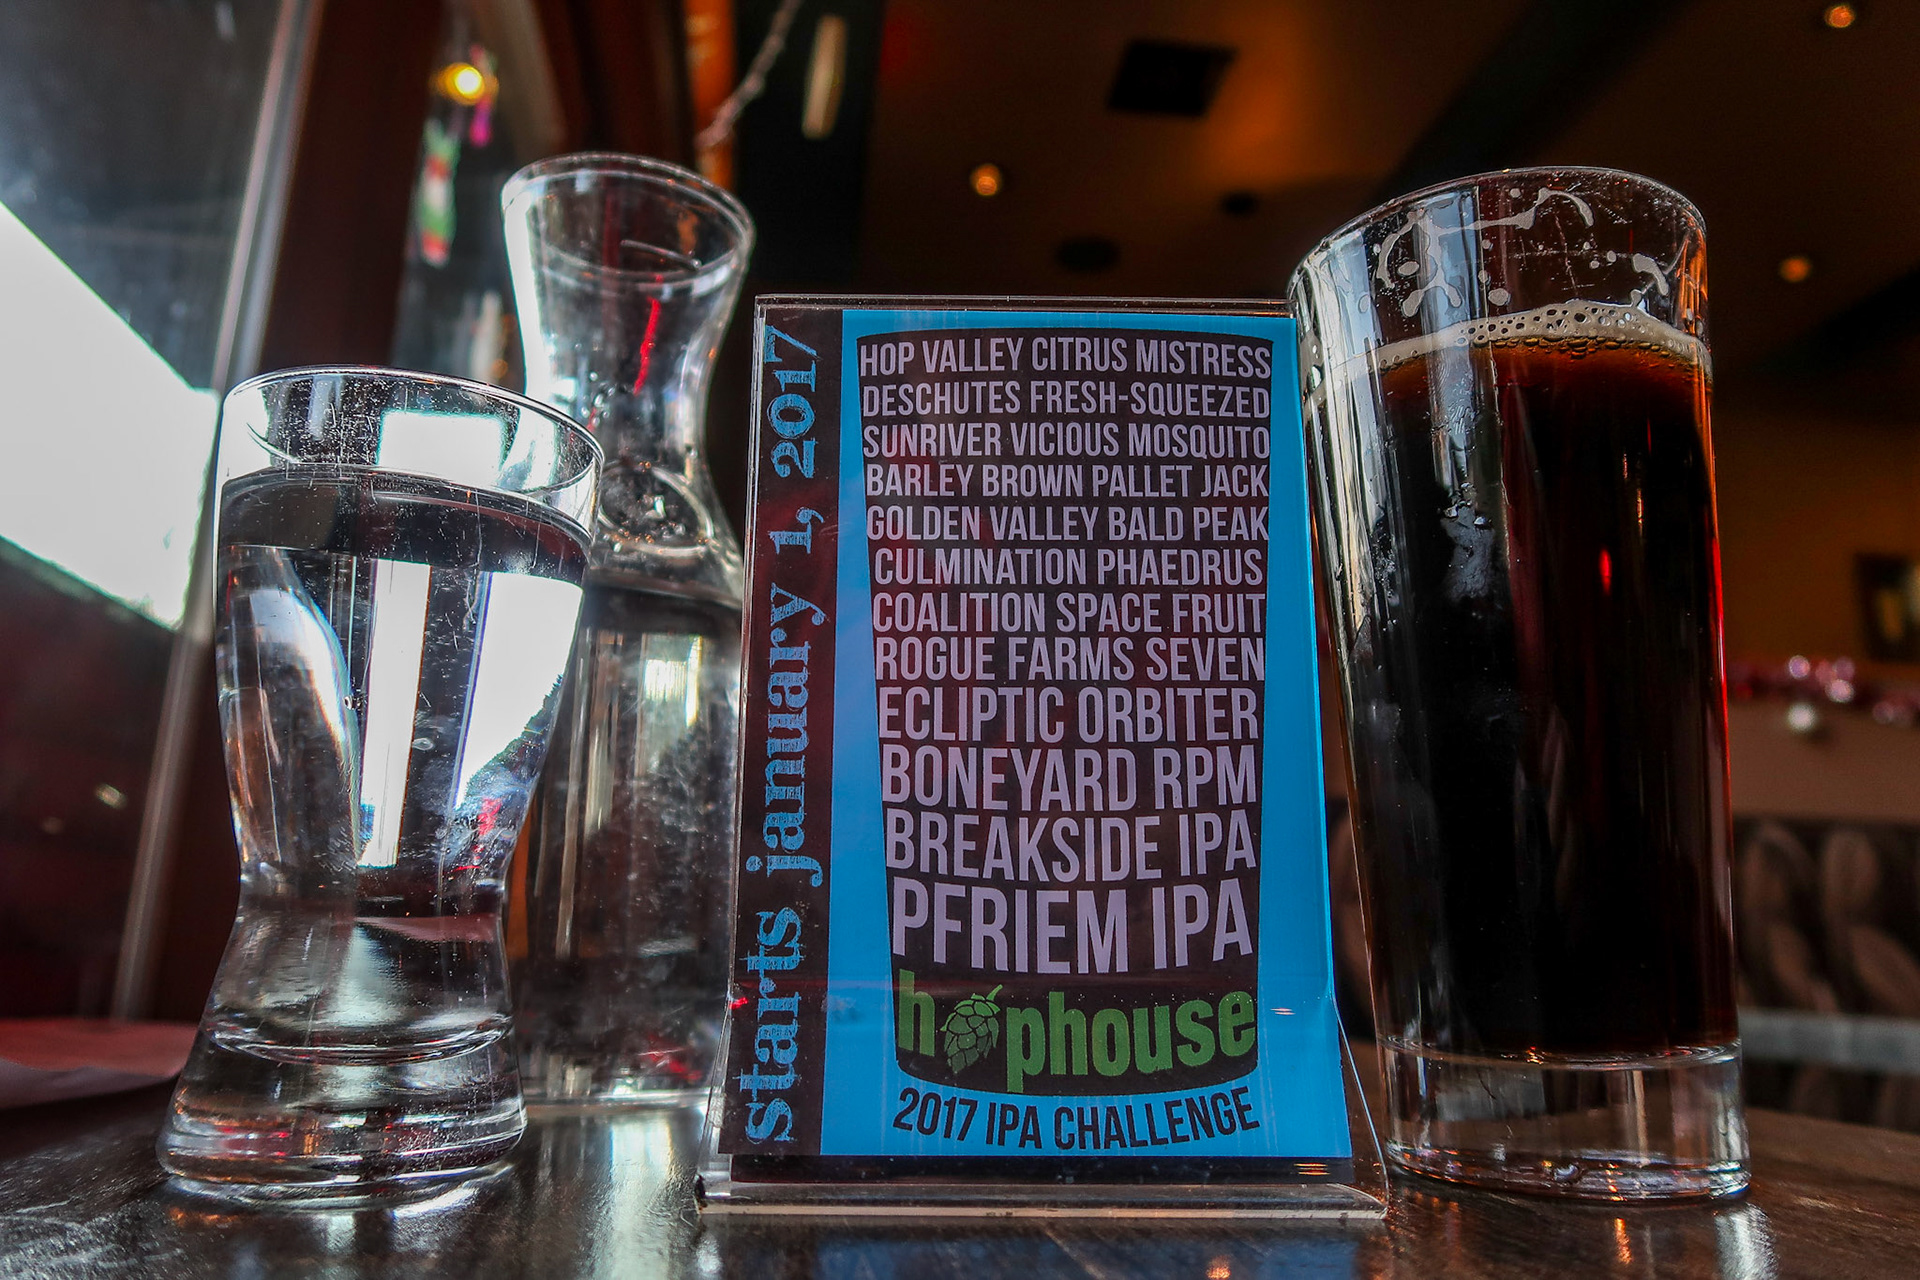 starts january 1, 2017
HOP VALLEY CITRUS MISTRESS
DESCHUTES FRESH-SQUEEZED
SUNRIVER VICIOUS MOSQUITO
BARLEY BROWN PALLET JACK
GOLDEN VALLEY BALD PEAK
CULMINATION PHAEDRUS
COALITION SPACE FRUIT
ROGUE FARMS SEVEN
ECLIPTIC ORBITER
BONEYARD RPM
BREAKSIDE IPA
PFRIEM IPA
hophouse
2017 IPA CHALLENGE